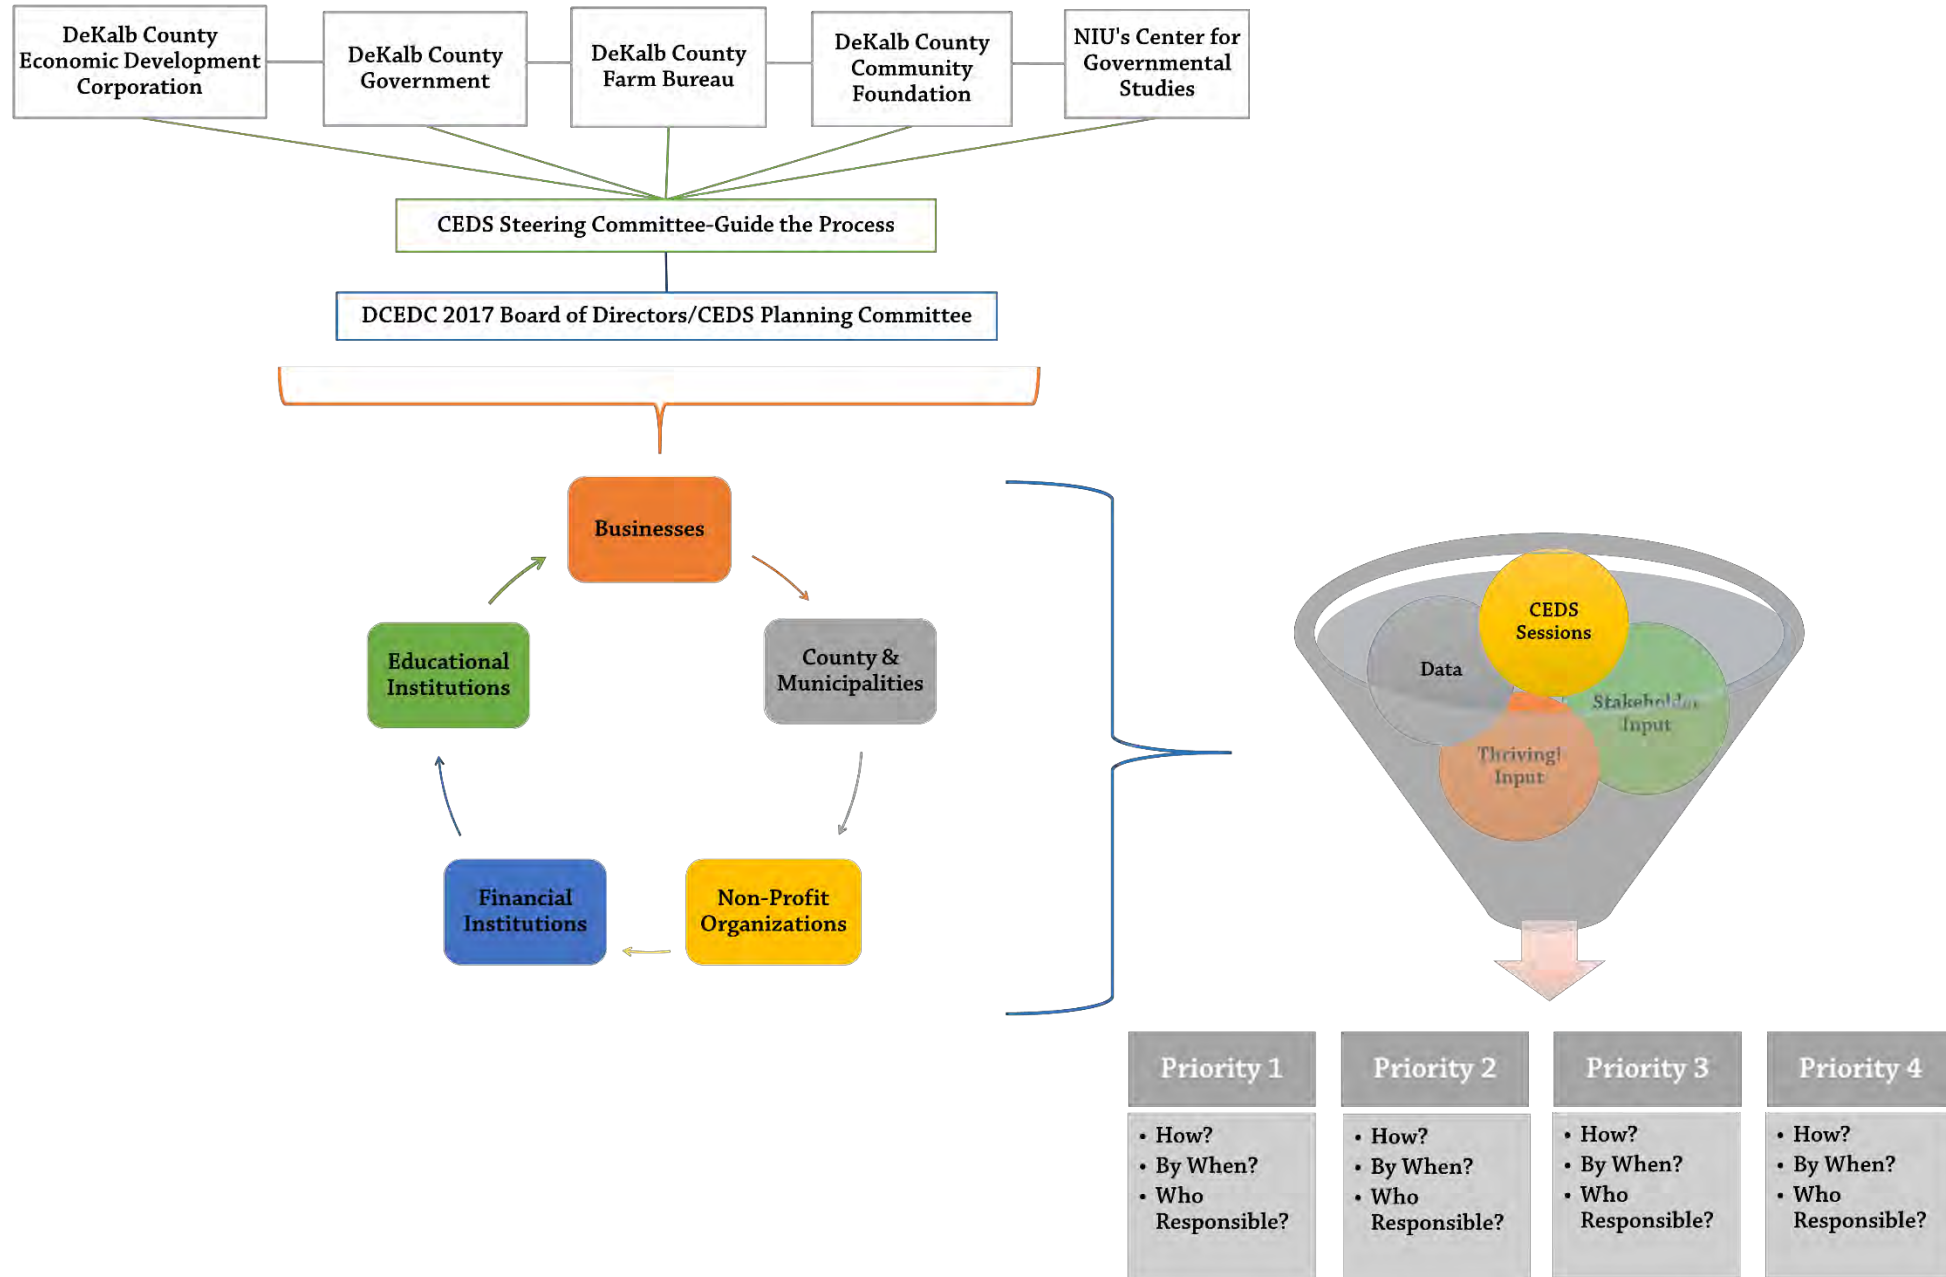 DeKalb County
Economic Development
Corporation
DeKalb County
Government
DeKalb County
Farm Bureau
DeKalb County
Community
Foundation
NIU's Center for
Governmental
Studies
CEDS Steering Committee-Guide the Process
DCEDC 2017 Board of Directors/CEDS Planning Committee
Businesses
County &
Municipalities
Non-Profit
Organizations
Financial
Institutions
Educational
Institutions
CEDS
Sessions
Data
Stakeholder
Input
Thriving!
Input
Priority 1
• How?
• By When?
• Who
Responsible?
Priority 2
• How?
• By When?
• Who
Responsible?
Priority 3
• How?
• By When?
• Who
Responsible?
Priority 4
• How?
• By When?
• Who
Responsible?